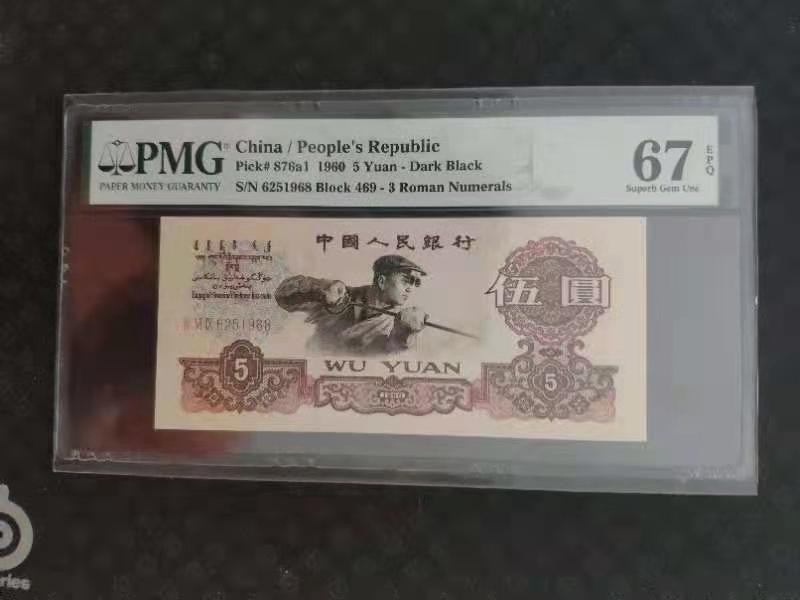 PMG
PAPER MONEY GUARANTY
China / People's Republic
Pick# 876a1 1960 5 Yuan - Dark Black
S/N 6251968 Block 469 - 3 Roman Numerals
67
EPQ
Superb Gem Unc
中國人民銀行
伍圓
6251968
WU YUAN
5
5
1960
ries